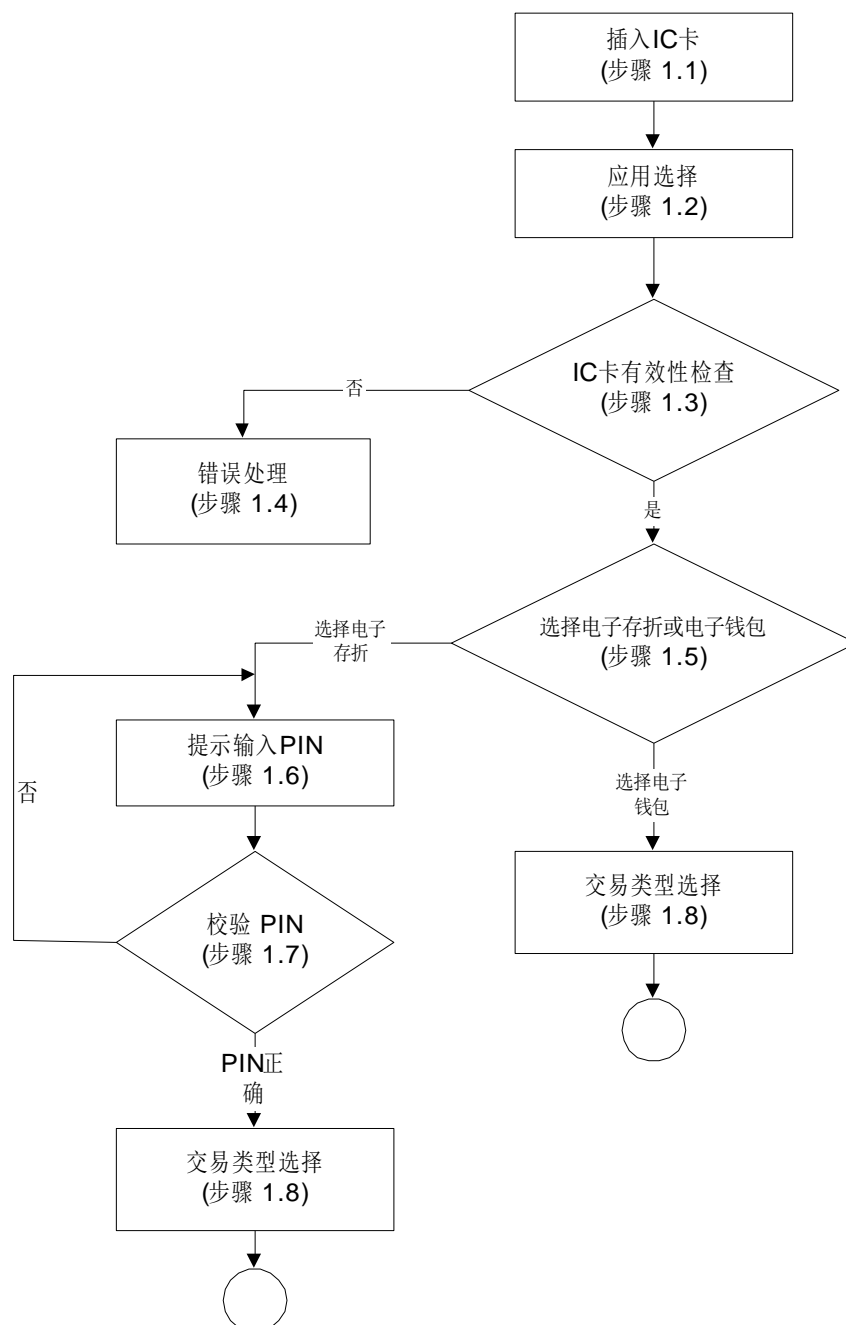 插入IC卡
(步骤 1.1)
应用选择
(步骤 1.2)
IC卡有效性检查
(步骤 1.3)
否
错误处理
(步骤 1.4)
是
选择电子存折或电子钱包
(步骤 1.5)
选择电子
存折
提示输入PIN
(步骤 1.6)
否
选择电子
钱包
校验 PIN
(步骤 1.7)
交易类型选择
(步骤 1.8)
PIN正
确
交易类型选择
(步骤 1.8)